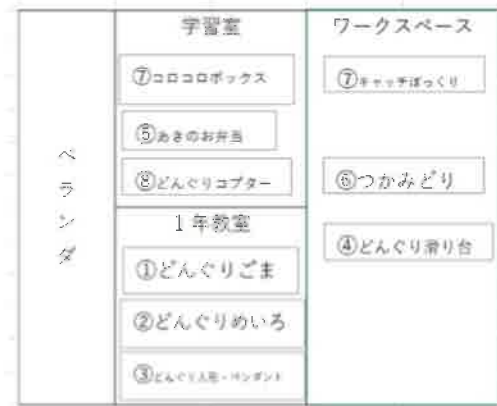 ベランダ
学習室
⑦コロコロボックス
⑤あきのお弁当
⑧どんぐりコプター
1年教室
①どんぐりごま
②どんぐりめいろ
③どんぐり人形・ペンダント
ワークスペース
⑦キャッチぼっくり
⑥つかみどり
④どんぐり滑り台